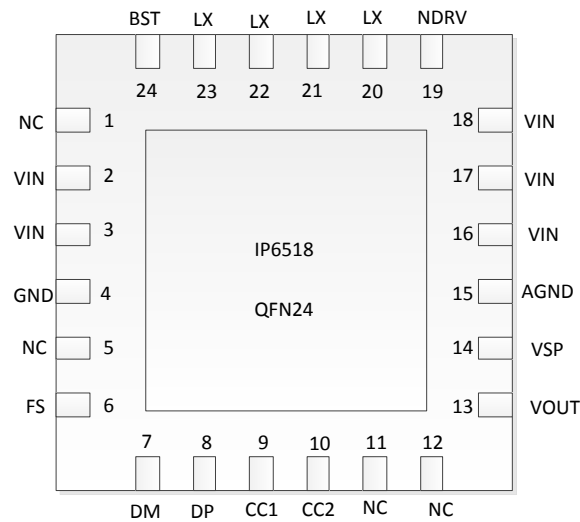 BST LX LX LX LX NDRV
24 23 22 21 20 19
NC 1 18 VIN
VIN 2 17 VIN
VIN 3 16 VIN
IP6518
GND 4 15 AGND
QFN24
NC 5 14 VSP
FS 6 13 VOUT
7 8 9 10 11 12
DM DP CC1 CC2 NC NC